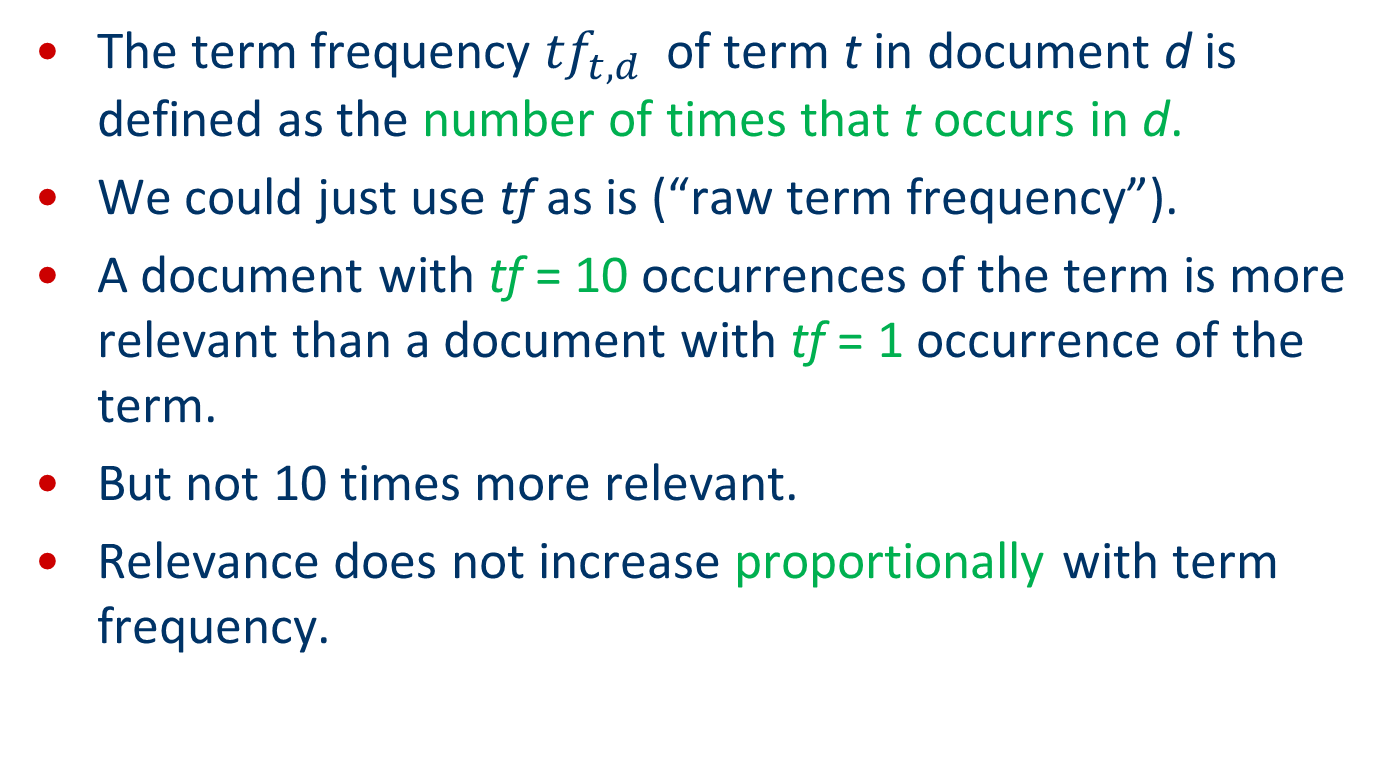 • The term frequency tf_{t,d} of term t in document d is
defined as the number of times that t occurs in d.
• We could just use tf as is (“raw term frequency”).
• A document with tf = 10 occurrences of the term is more
relevant than a document with tf = 1 occurrence of the
term.
• But not 10 times more relevant.
• Relevance does not increase proportionally with term
frequency.